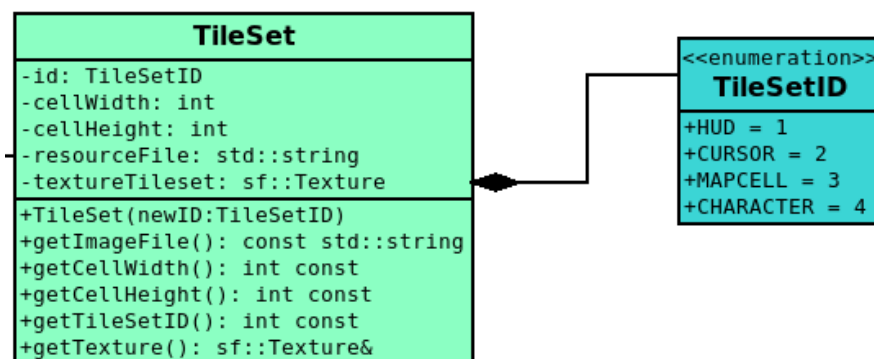 TileSet
-id: TileSetID
-cellWidth: int
-cellHeight: int
-resourceFile: std::string
-textureTileset: sf::Texture
+TileSet(newID:TileSetID)
+getImageFile(): const std::string
+getCellWidth(): int const
+getCellHeight(): int const
+getTileSetID(): int const
+getTexture(): sf::Texture&
<<enumeration>>
TileSetID
+HUD = 1
+CURSOR = 2
+MAPCELL = 3
+CHARACTER = 4